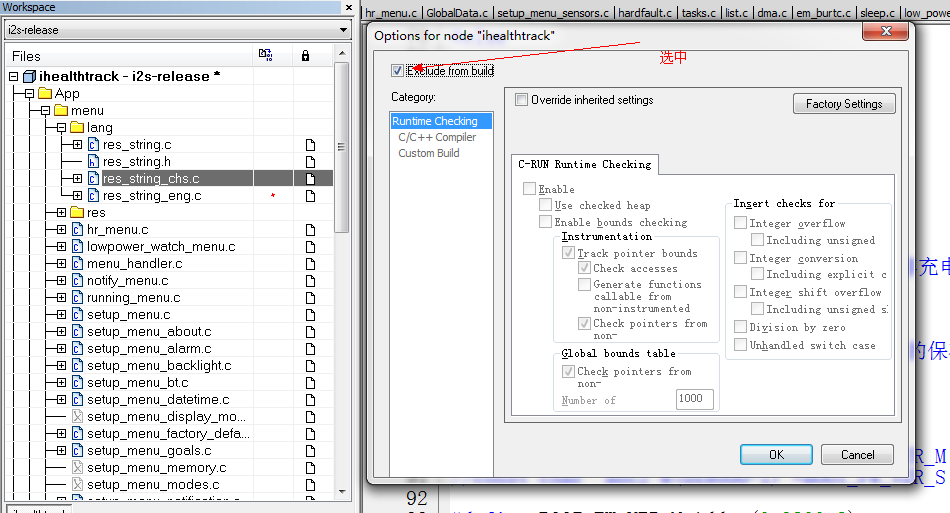 Workspace
i2s-release
Files
ihealthtrack - i2s-release *
App
menu
lang
res_string.c
res_string.h
res_string_chs.c
res_string_eng.c
res
hr_menu.c
lowpower_watch_menu.c
menu_handler.c
notify_menu.c
running_menu.c
setup_menu.c
setup_menu_about.c
setup_menu_alarm.c
setup_menu_backlight.c
setup_menu_bt.c
setup_menu_datetime.c
setup_menu_display_mo...
setup_menu_factory_defa...
setup_menu_goals.c
setup_menu_memory.c
setup_menu_modes.c
hr_menu.c | GlobalData.c | setup_menu_sensors.c | hardfault.c | tasks.c | list.c | dma.c | em_burtc.c | sleep.c | low_powe
Options for node "ihealthtrack"
选中
Exclude from build
Category:
Runtime Checking
C/C++ Compiler
Custom Build
Override inherited settings
Factory Settings
C-RUN Runtime Checking
Enable
Use checked heap
Enable bounds checking
Instrumentation
Track pointer bounds
Check accesses
Generate functions
callable from
non-instrumented
Check pointers from
non-
Global bounds table
Check pointers from
non-
Number of
1000
Insert checks for
Integer overflow
Including unsigned
Integer conversion
Including explicit c
Integer shift overflow
Including unsigned s
Division by zero
Unhandled switch case
OK
Cancel
充电
的保
R_M
R_S
92